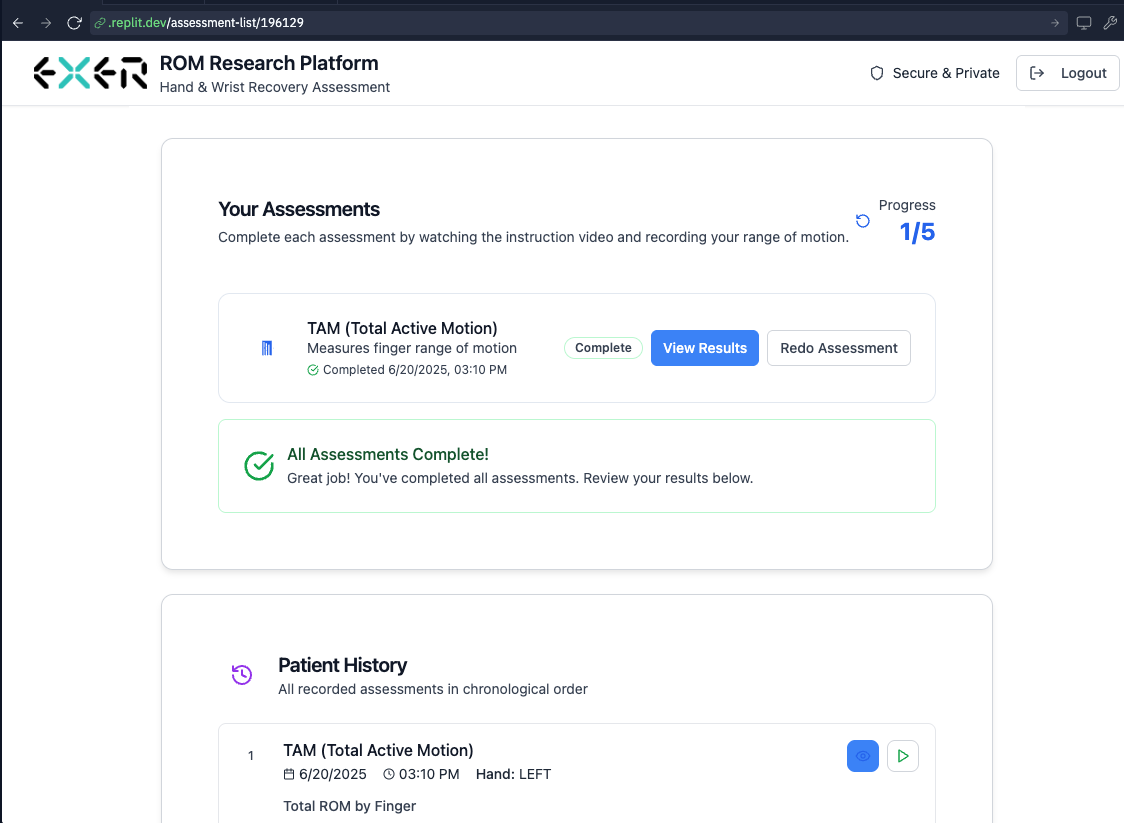 .replit.dev/assessment-list/196129
EXER
ROM Research Platform
Hand & Wrist Recovery Assessment
Secure & Private
Logout
Your Assessments
Complete each assessment by watching the instruction video and recording your range of motion.
Progress
1/5
TAM (Total Active Motion)
Measures finger range of motion
Completed 6/20/2025, 03:10 PM
Complete
View Results
Redo Assessment
All Assessments Complete!
Great job! You've completed all assessments. Review your results below.
Patient History
All recorded assessments in chronological order
1
TAM (Total Active Motion)
6/20/2025 03:10 PM Hand: LEFT
Total ROM by Finger